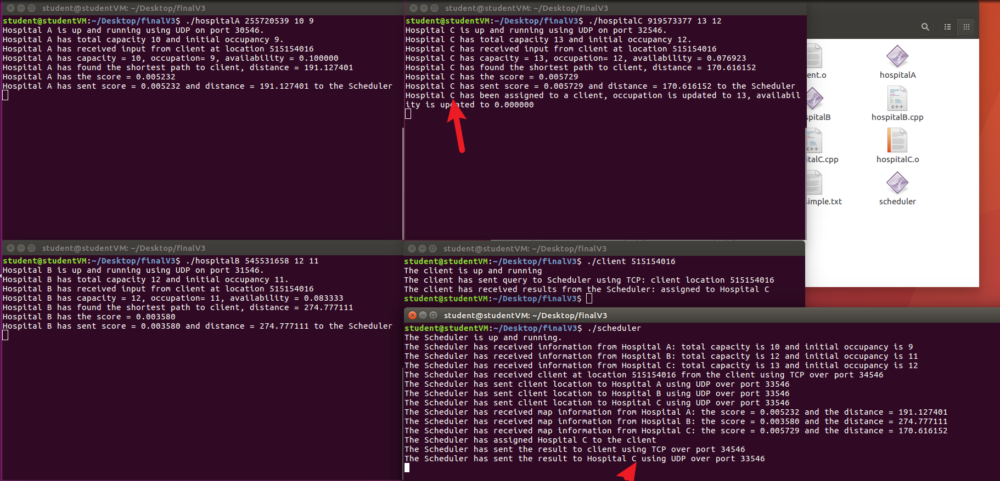 student@studentVM: ~/Desktop/finalV3
student@studentVM:~/Desktop/finalV3$ ./hospitalA 255720539 10 9
Hospital A is up and running using UDP on port 30546.
Hospital A has total capacity 10 and initial occupancy 9.
Hospital A has received input from client at location 515154016
Hospital A has capacity = 10, occupation= 9, availability = 0.100000
Hospital A has found the shortest path to client, distance = 191.127401
Hospital A has the score = 0.005232
Hospital A has sent score = 0.005232 and distance = 191.127401 to the Scheduler
student@studentVM: ~/Desktop/finalV3
student@studentVM:~/Desktop/finalV3$ ./hospitalC 919573377 13 12
Hospital C is up and running using UDP on port 32546.
Hospital C has total capacity 13 and initial occupancy 12.
Hospital C has received input from client at location 515154016
Hospital C has capacity = 13, occupation= 12, availability = 0.076923
Hospital C has found the shortest path to client, distance = 170.616152
Hospital C has the score = 0.005729
Hospital C has sent score = 0.005729 and distance = 170.616152 to the Scheduler
Hospital C has been assigned to a client, occupation is updated to 13, availabil
ity is updated to 0.000000
ent.o
hospitalA
spitalB
hospitalB.cpp
italC.cpp
hospitalC.o
simple.txt
scheduler
student@studentVM: ~/Desktop/finalV3
student@studentVM:~/Desktop/finalV3$ ./hospitalB 545531658 12 11
Hospital B is up and running using UDP on port 31546.
Hospital B has total capacity 12 and initial occupancy 11.
Hospital B has received input from client at location 515154016
Hospital B has capacity = 12, occupation= 11, availability = 0.083333
Hospital B has found the shortest path to client, distance = 274.777111
Hospital B has the score = 0.003580
Hospital B has sent score = 0.003580 and distance = 274.777111 to the Scheduler
student@studentVM: ~/Desktop/finalV3
student@studentVM:~/Desktop/finalV3$ ./client 515154016
The client is up and running
The client has sent query to Scheduler using TCP: client location 515154016
The client has received results from the Scheduler: assigned to Hospital C
student@studentVM:~/Desktop/finalV3$
student@studentVM: ~/Desktop/finalV3
student@studentVM:~/Desktop/finalV3$ ./scheduler
The Scheduler is up and running.
The Scheduler has received information from Hospital A: total capacity is 10 and initial occupancy is 9
The Scheduler has received information from Hospital B: total capacity is 12 and initial occupancy is 11
The Scheduler has received information from Hospital C: total capacity is 13 and initial occupancy is 12
The Scheduler has received client at location 515154016 from the client using TCP over port 34546
The Scheduler has sent client location to Hospital A using UDP over port 33546
The Scheduler has sent client location to Hospital B using UDP over port 33546
The Scheduler has sent client location to Hospital C using UDP over port 33546
The Scheduler has received map information from Hospital A: the score = 0.005232 and the distance = 191.127401
The Scheduler has received map information from Hospital B: the score = 0.003580 and the distance = 274.777111
The Scheduler has received map information from Hospital C: the score = 0.005729 and the distance = 170.616152
The Scheduler has assigned Hospital C to the client
The Scheduler has sent the result to client using TCP over port 34546
The Scheduler has sent the result to Hospital C using UDP over port 33546